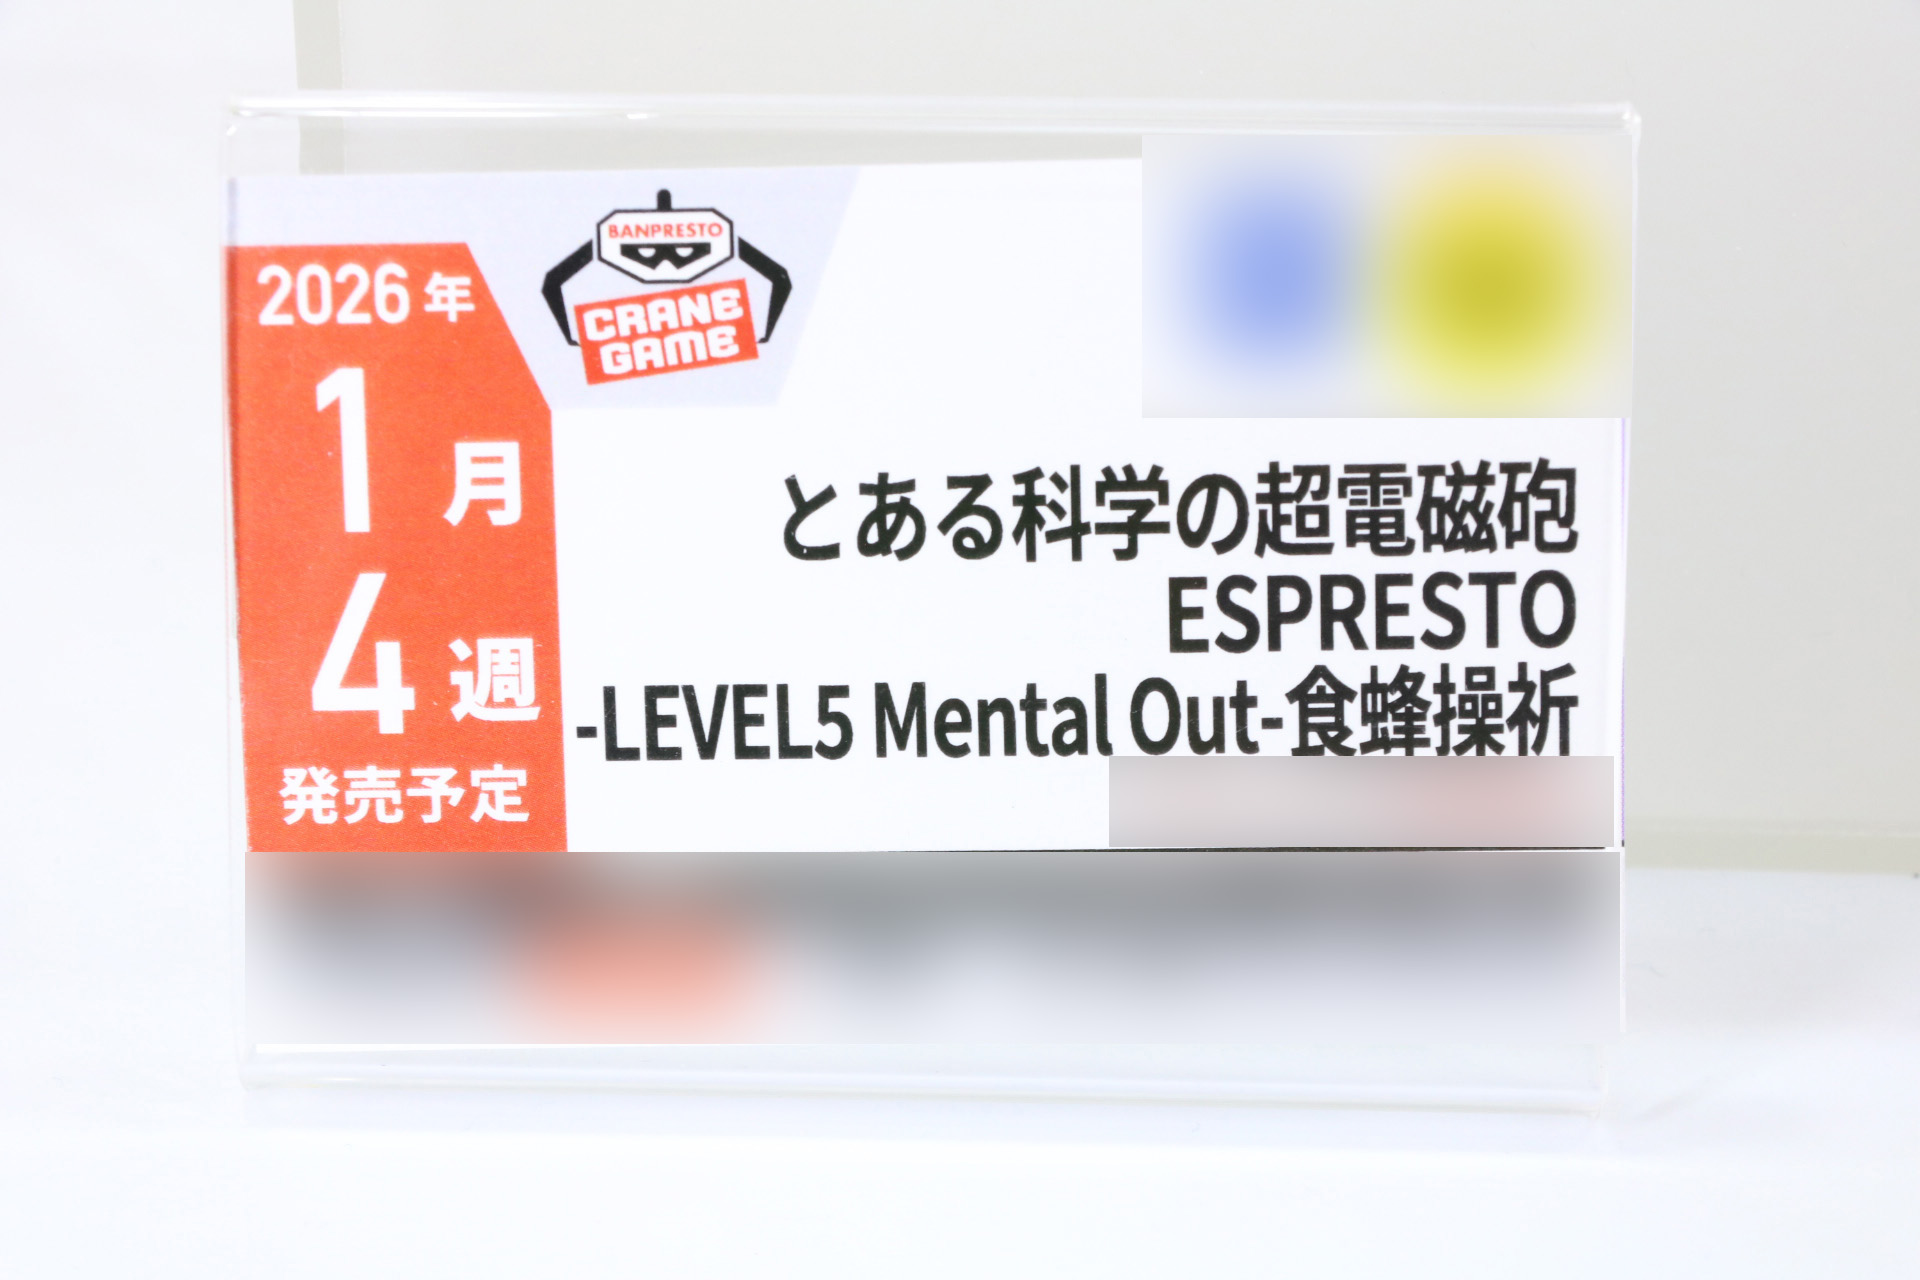 2026年
1月
4週
発売予定
BANPRESTO
CRANE
GAME
とある科学の超電磁砲
ESPRESTO
-LEVEL5 Mental Out-食蜂操祈